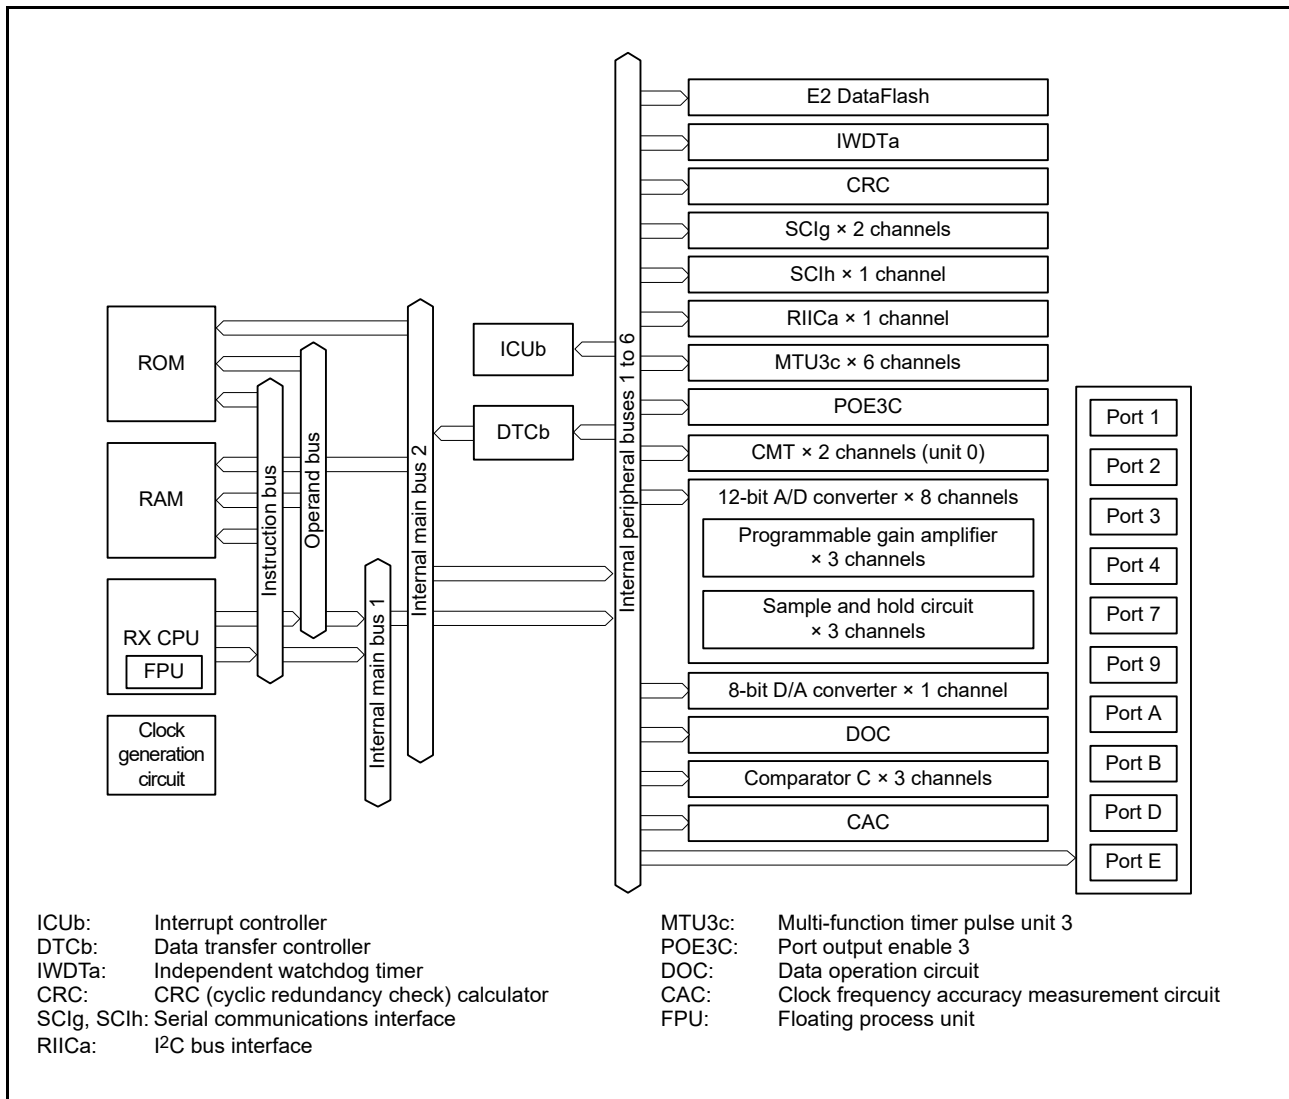 E2 DataFlash
IWDTa
CRC
SCIg × 2 channels
SCIh × 1 channel
RIICa × 1 channel
MTU3c × 6 channels
POE3C
CMT × 2 channels (unit 0)
12-bit A/D converter × 8 channels
Programmable gain amplifier
× 3 channels
Sample and hold circuit
× 3 channels
8-bit D/A converter × 1 channel
DOC
Comparator C × 3 channels
CAC
ROM
RAM
RX CPU
FPU
Clock
generation
circuit
Instruction bus
Operand bus
Internal main bus 1
Internal main bus 2
ICUb
DTCb
Internal peripheral buses 1 to 6
Port 1
Port 2
Port 3
Port 4
Port 7
Port 9
Port A
Port B
Port D
Port E
ICUb: Interrupt controller
DTCb: Data transfer controller
IWDTa: Independent watchdog timer
CRC: CRC (cyclic redundancy check) calculator
SCIg, SCIh: Serial communications interface
RIICa: I²C bus interface
MTU3c: Multi-function timer pulse unit 3
POE3C: Port output enable 3
DOC: Data operation circuit
CAC: Clock frequency accuracy measurement circuit
FPU: Floating process unit